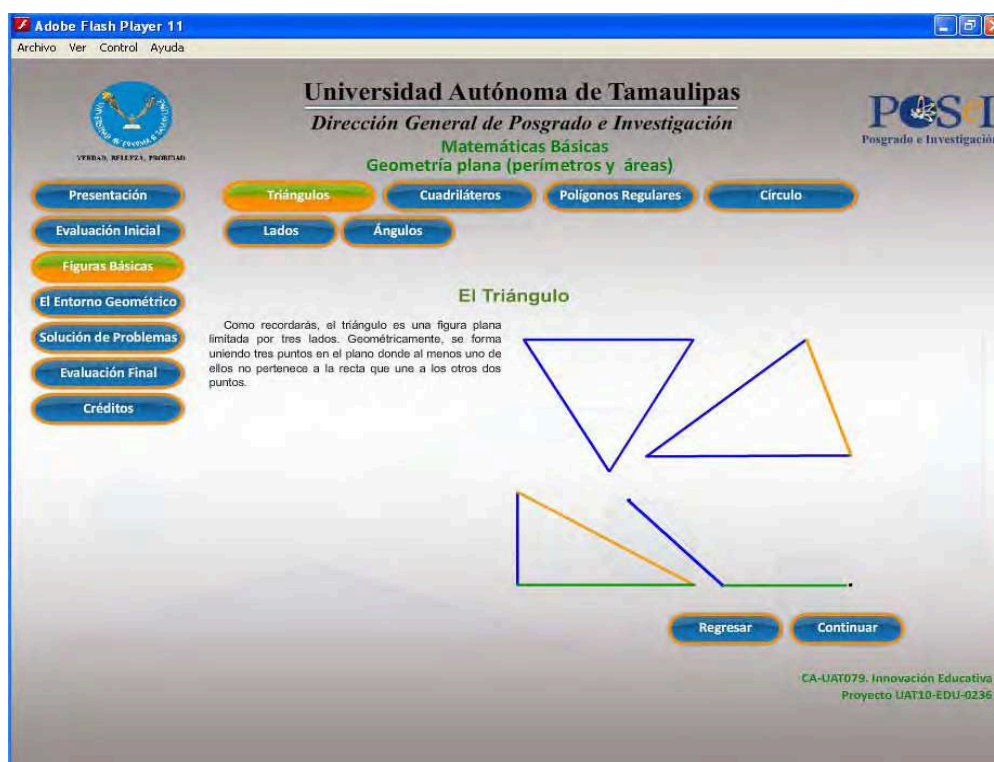 Adobe Flash Player 11
Archivo Ver Control Ayuda
Universidad Autónoma de Tamaulipas
Dirección General de Posgrado e Investigación
Matemáticas Básicas
Geometría plana (perímetros y áreas)
VERDAD, BELLEZA, PROBIDAD
POSeI
Posgrado e Investigación
Presentación
Evaluación Inicial
Figuras Básicas
El Entorno Geométrico
Solución de Problemas
Evaluación Final
Créditos
Triángulos
Cuadriláteros
Polígonos Regulares
Círculo
Lados
Ángulos
El Triángulo
Como recordarás, el triángulo es una figura plana
limitada por tres lados. Geométricamente, se forma
uniendo tres puntos en el plano donde al menos uno de
ellos no pertenece a la recta que une a los otros dos
puntos.
Regresar
Continuar
CA-UAT079. Innovación Educativa
Proyecto UAT10-EDU-0236